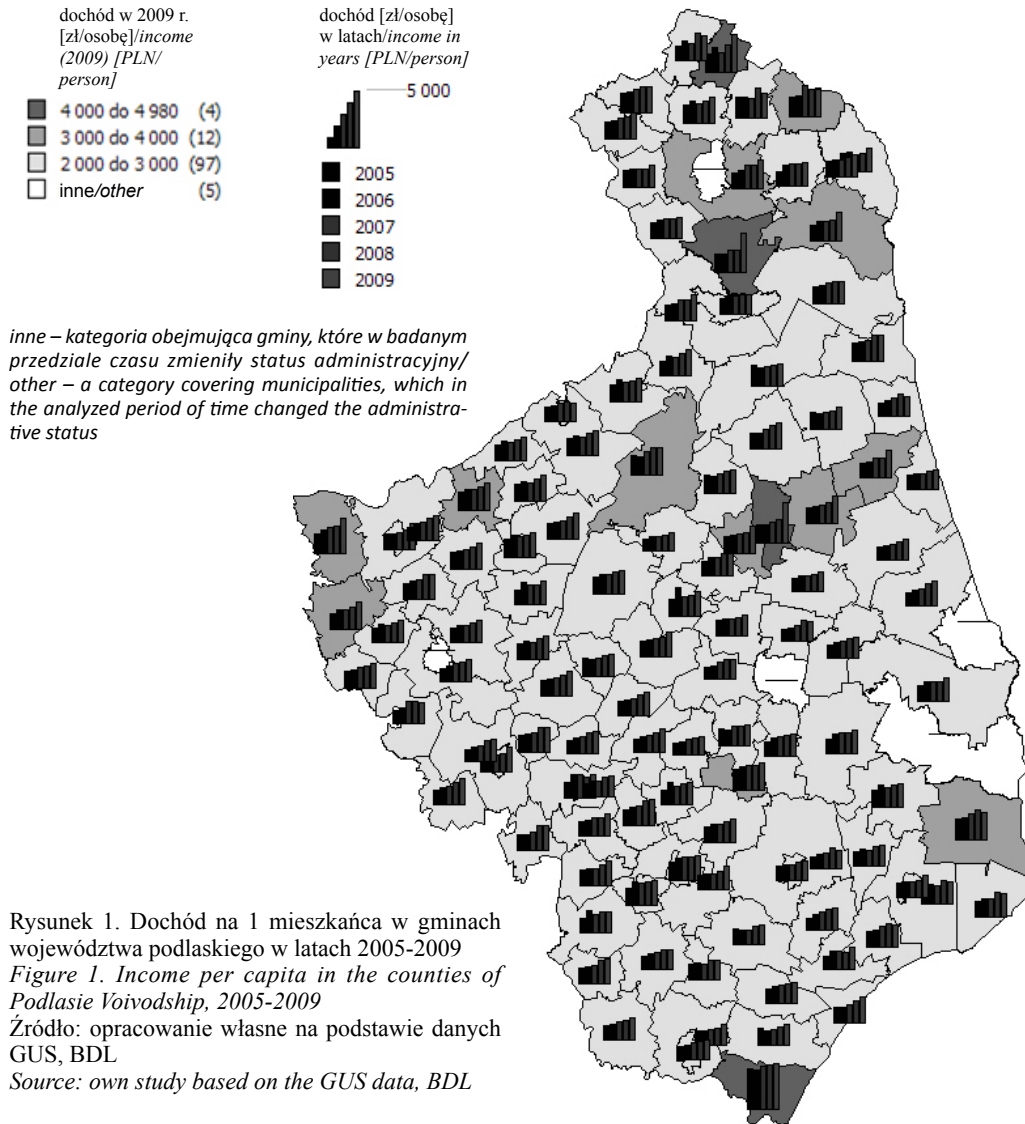 dochód w 2009 r.
[zł/osobę]/income
(2009) [PLN/
person]
4 000 do 4 980 (4)
3 000 do 4 000 (12)
2 000 do 3 000 (97)
inne/other (5)
dochód [zł/osobę]
w latach/income in
years [PLN/person]
5 000
2005
2006
2007
2008
2009
inne – kategoria obejmująca gminy, które w badanym
przedziale czasu zmieniły status administracyjny/
other – a category covering municipalities, which in
the analyzed period of time changed the administra-
tive status
Rysunek 1. Dochód na 1 mieszkańca w gminach
województwa podlaskiego w latach 2005-2009
Figure 1. Income per capita in the counties of
Podlasie Voivodship, 2005-2009
Źródło: opracowanie własne na podstawie danych
GUS, BDL
Source: own study based on the GUS data, BDL